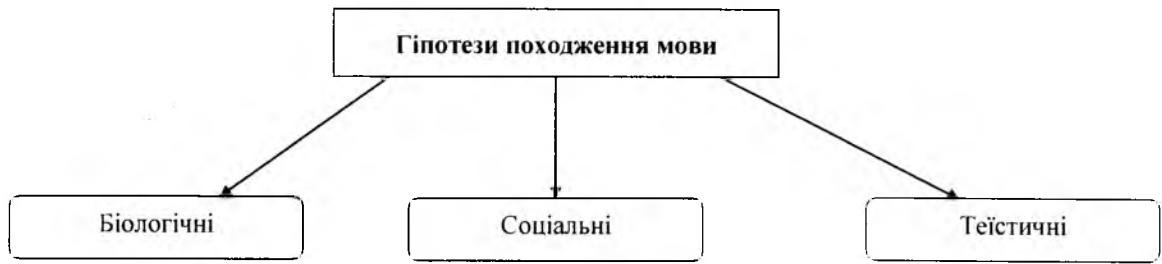 Гіпотези походження мови
Біологічні
Соціальні
Теїстичні